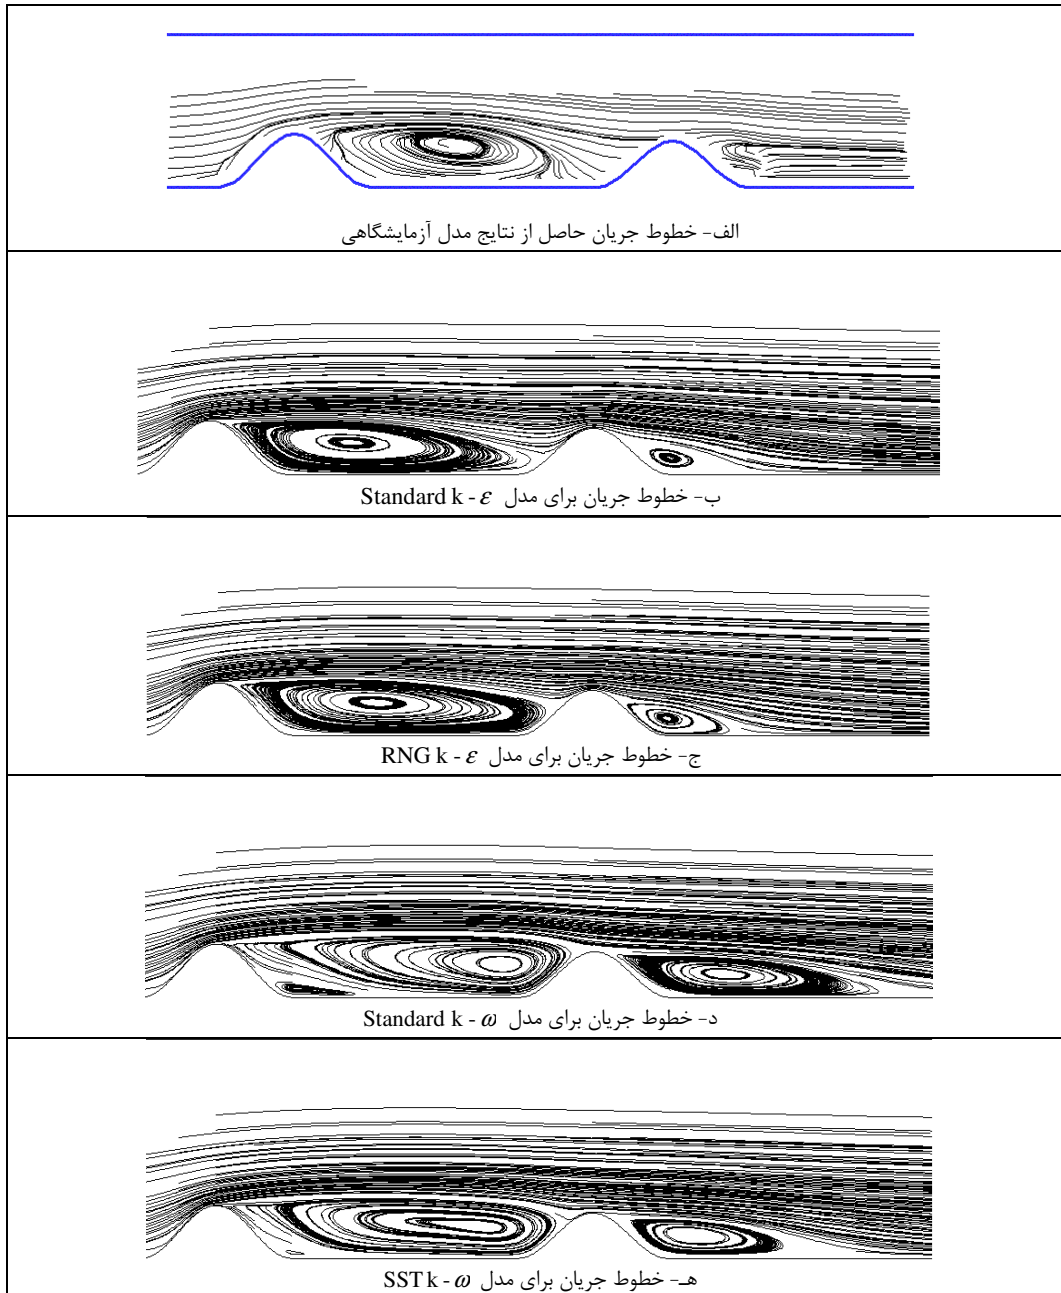 الف- خطوط جریان حاصل از نتایج مدل آزمایشگاهی
ب- خطوط جریان برای مدل Standard k - ε
ج- خطوط جریان برای مدل RNG k - ε
د- خطوط جریان برای مدل Standard k - ω
هـ- خطوط جریان برای مدل SST k - ω